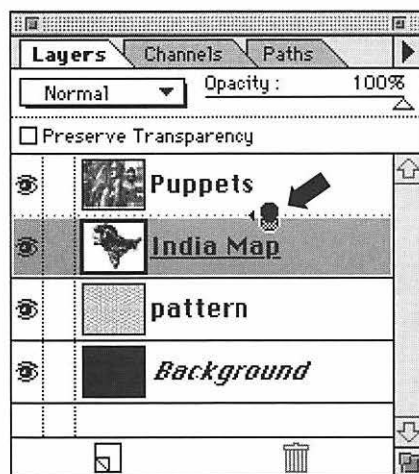 Layers Channels Paths
Normal Opacity : 100%
Preserve Transparency
Puppets
India Map
pattern
Background